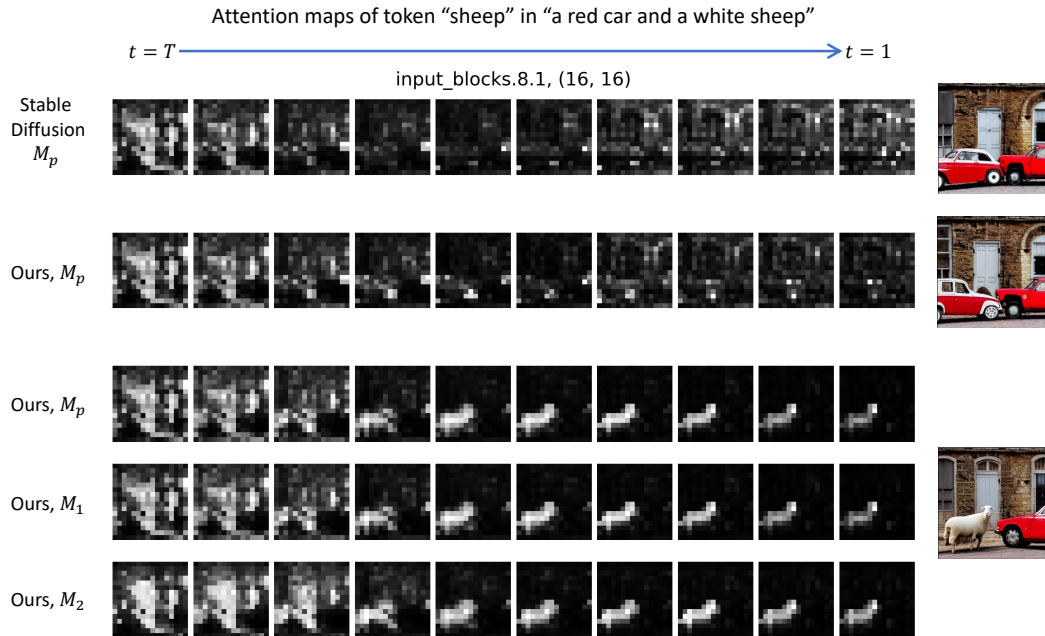 Attention maps of token “sheep” in “a red car and a white sheep”
t = T
t = 1
input_blocks.8.1, (16, 16)
Stable
Diffusion
M_p
Ours, M_p
Ours, M_p
Ours, M_1
Ours, M_2